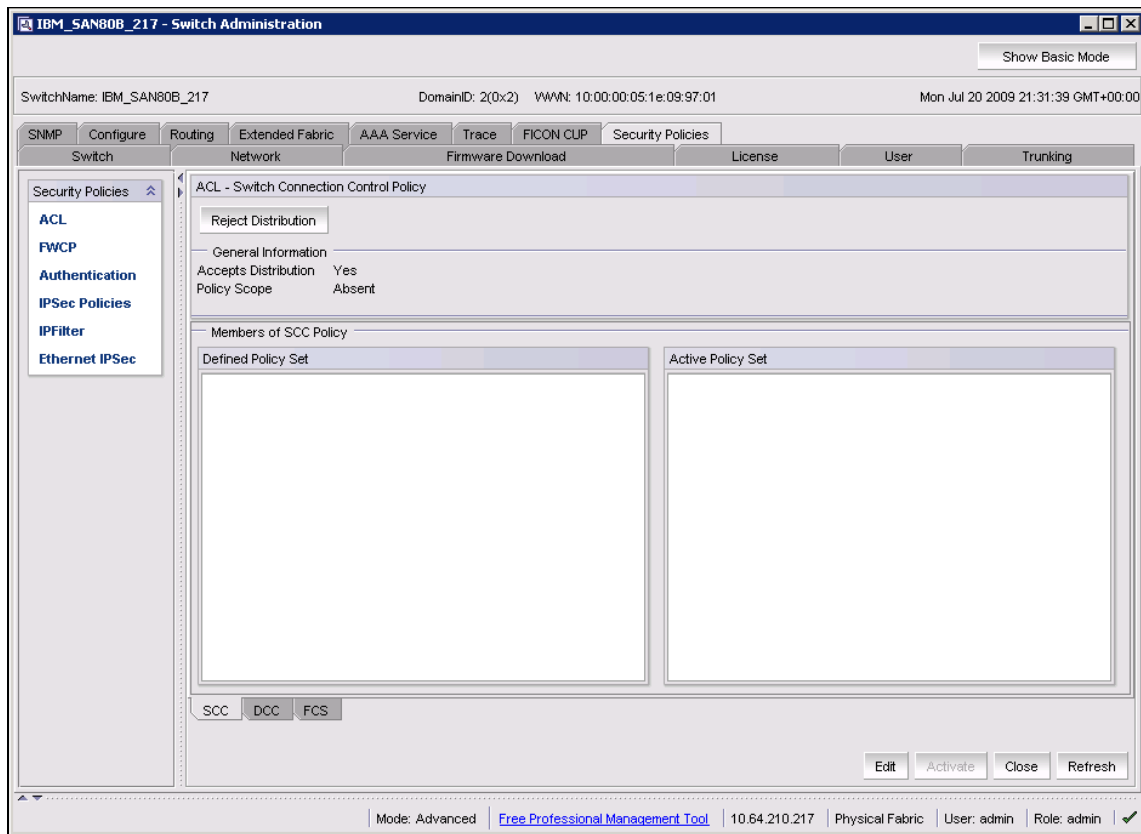 IBM_SAN80B_217 - Switch Administration
Show Basic Mode
SwitchName: IBM_SAN80B_217 DomainID: 2(0x2) WWN: 10:00:00:05:1e:09:97:01 Mon Jul 20 2009 21:31:39 GMT+00:00
SNMP Configure Routing Extended Fabric AAA Service Trace FICON CUP Security Policies
Switch Network Firmware Download License User Trunking
Security Policies
ACL
FWCP
Authentication
IPSec Policies
IPFilter
Ethernet IPSec
ACL - Switch Connection Control Policy
Reject Distribution
General Information
Accepts Distribution Yes
Policy Scope Absent
Members of SCC Policy
Defined Policy Set Active Policy Set
SCC DCC FCS
Edit Activate Close Refresh
Mode: Advanced Free Professional Management Tool 10.64.210.217 Physical Fabric User: admin Role: admin